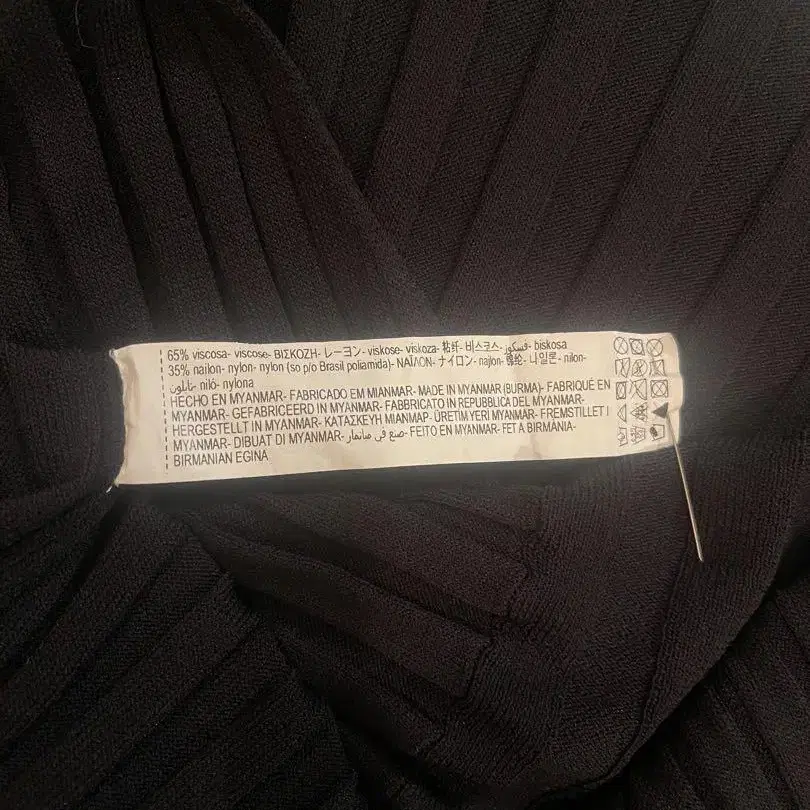 65% viscosa- viscose- ΒΙΣΚΟΖΗ- レーヨン- viskose- viskoza- 粘纤- 비스코스- فسكوز- biskosa
35% nailon- nylon- nylon (so p/o Brasil poliamida)- ΝΑΪΛΟΝ- ナイロン- najlon- 锦纶- 나일론- nilon-
نايلون- niló- nylona
HECHO EN MYANMAR- FABRICADO EM MIANMAR- MADE IN MYANMAR (BURMA)- FABRIQUÉ EN
MYANMAR- GEFABRICEERD IN MYANMAR- FABBRICATO IN REPUBBLICA DEL MYANMAR-
HERGESTELLT IN MYANMAR- ΚΑΤΑΣΚΕΥΗ ΜΙΑΝΜΑΡ- ÜRETİM YERİ MYANMAR- FREMSTILLET I
MYANMAR- DIBUAT DI MYANMAR- صنع في ميانمار- FEITO EN MYANMAR- FET A BIRMÀNIA-
BIRMANIAN EGINA